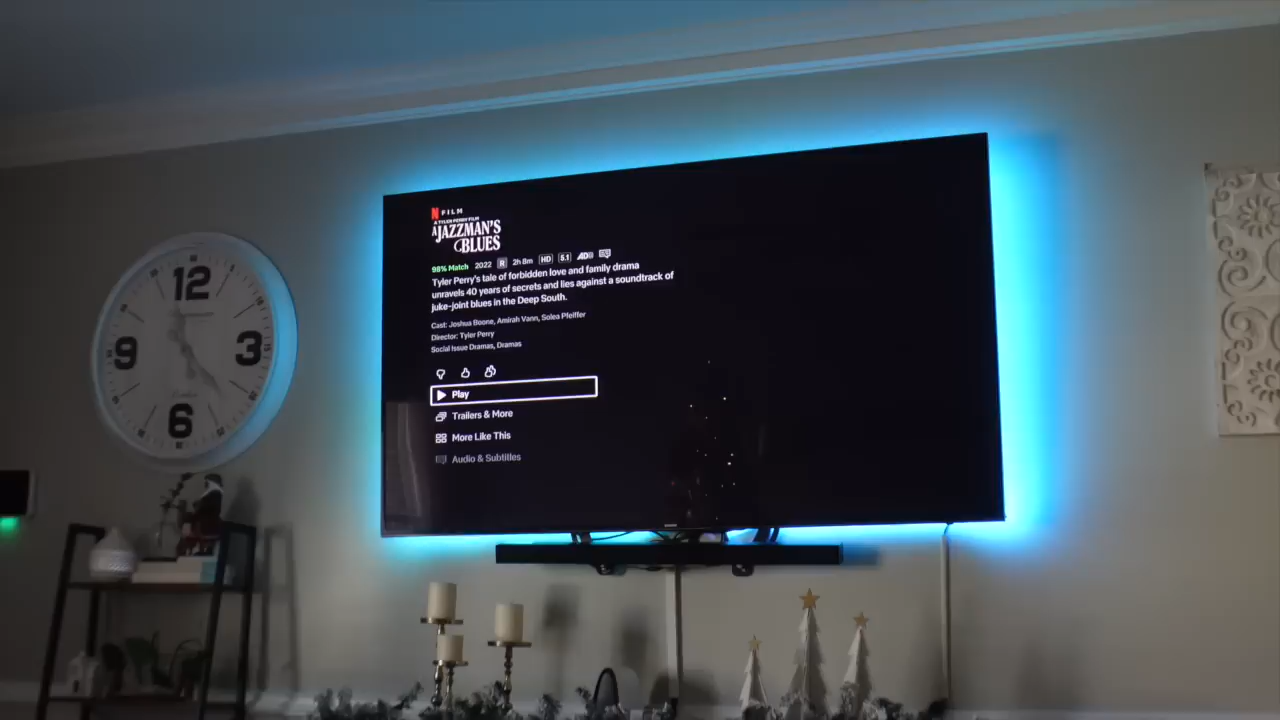 N FILM
A TYLER PERRY FILM
A JAZZMAN'S
BLUES
98% Match 2022 R 2h 8m HD 5.1 AD
Tyler Perry's tale of forbidden love and family drama
unravels 40 years of secrets and lies against a soundtrack of
juke-joint blues in the Deep South.
Cast: Joshua Boone, Amirah Vann, Solea Pfeiffer
Director: Tyler Perry
Social Issue Dramas, Dramas
Play
Trailers & More
More Like This
Audio & Subtitles
12
9
3
6